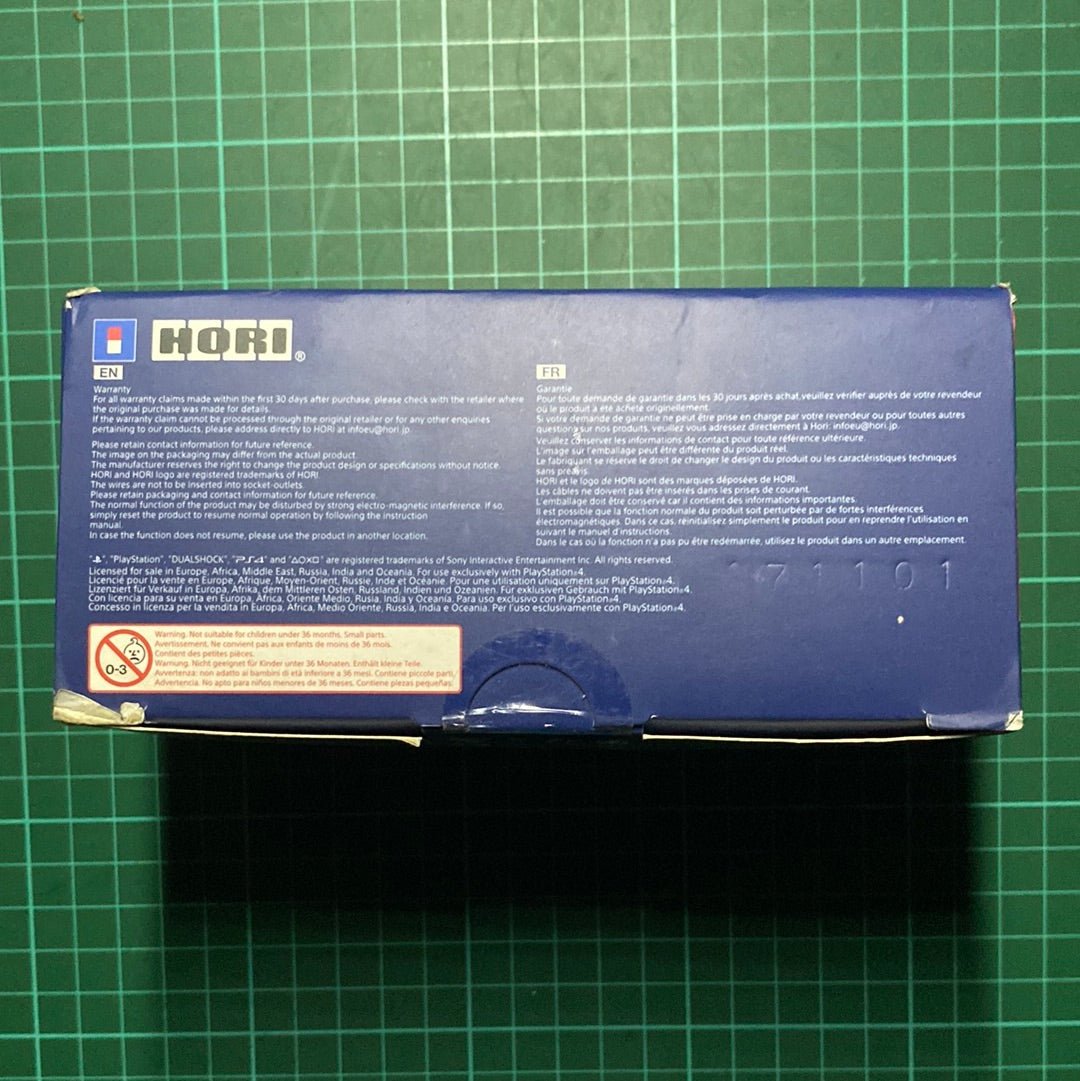 HORI®
EN
Warranty
For all warranty claims made within the first 30 days after purchase, please check with the retailer where
the original purchase was made for details.
If the warranty claim cannot be processed through the original retailer or for any other enquiries
pertaining to our products, please address directly to HORI at infoeu@hori.jp.
Please retain contact information for future reference.
The image on the packaging may differ from the actual product.
The manufacturer reserves the right to change the product design or specifications without notice.
HORI and HORI logo are registered trademarks of HORI.
The wires are not to be inserted into socket outlets.
Please retain packaging and contact information for future reference.
The normal function of the product may be disturbed by strong electro-magnetic interference. If so,
simply reset the product to resume normal operation by following the instruction
manual.
In case the function does not resume, please use the product in another location.
FR
Garantie
Pour toute demande de garantie dans les 30 jours après achat,veuillez vérifier auprès de votre revendeur
où le produit a été acheté originellement.
Si votre demande de garantie ne peut être prise en charge par votre revendeur ou pour toutes autres
questions sur nos produits, veuillez vous adressez directement à Hori: infoeu@hori.jp.
Veuillez conserver les informations de contact pour toute référence ultérieure.
L'image sur l'emballage peut être différente du produit réel.
Le fabriquant se réserve le droit de changer le design du produit ou les caractéristiques techniques
sans préavis.
HORI et le logo de HORI sont des marques déposées de HORI.
Les câbles ne doivent pas être insérés dans les prises de courant.
L'emballage doit être conservé car il contient des informations importantes.
Il est possible que la fonction normale du produit soit perturbée par de fortes interférences
électromagnétiques. Dans ce cas, réinitialisez simplement le produit pour en reprendre l'utilisation en
suivant le manuel d'instructions.
Dans le cas où la fonction n'a pas pu être redémarrée, utilisez le produit dans un autre emplacement.
"PlayStation", "DUALSHOCK", "PS4" and "△○✕□" are registered trademarks of Sony Interactive Entertainment Inc. All rights reserved.
Licensed for sale in Europe, Africa, Middle East, Russia, India and Oceania. For use exclusively with PlayStation®4.
Licencié pour la vente en Europe, Afrique, Moyen-Orient, Russie, Inde et Océanie. Pour une utilisation uniquement sur PlayStation®4.
Lizenziert für Verkauf in Europa, Afrika, dem Mittleren Osten, Russland, Indien und Ozeanien. Für exklusiven Gebrauch mit PlayStation®4.
Con licencia para su venta en Europa, África, Oriente Medio, Rusia, India y Oceanía. Para uso exclusivo con PlayStation®4.
Concesso in licenza per la vendita in Europa, Africa, Medio Oriente, Russia, India e Oceania. Per l'uso esclusivamente con PlayStation®4.
171101
0-3
Warning. Not suitable for children under 36 months. Small parts.
Avertissement. Ne convient pas aux enfants de moins de 36 mois.
Contient des petites pièces.
Warnung. Nicht geeignet für Kinder unter 36 Monaten. Enthält kleine Teile.
Avvertenza: non adatto ai bambini di età inferiore a 36 mesi. Contiene piccole parti.
Advertencia. No apto para niños menores de 36 meses. Contiene piezas pequeñas.